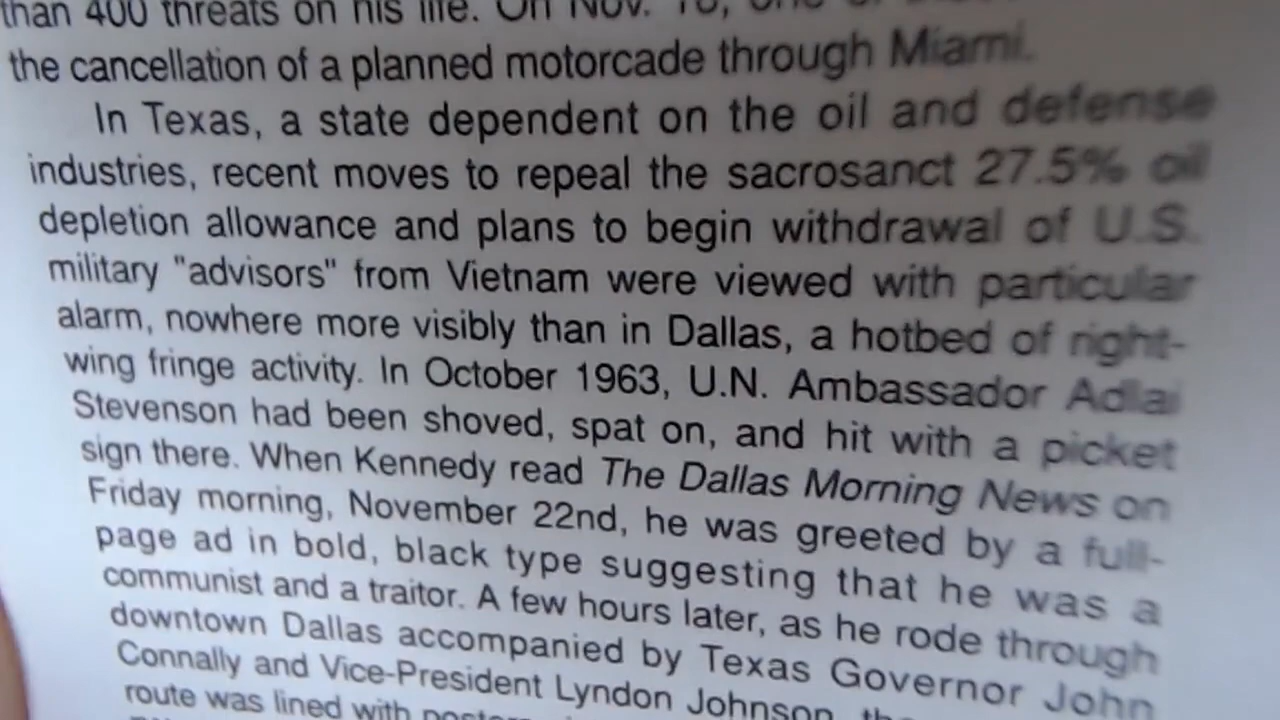 than 400 threats on his life. On Nov. 18, one of
the cancellation of a planned motorcade through Miami.
In Texas, a state dependent on the oil and defense
industries, recent moves to repeal the sacrosanct 27.5% oil
depletion allowance and plans to begin withdrawal of U.S.
military "advisors" from Vietnam were viewed with particular
alarm, nowhere more visibly than in Dallas, a hotbed of right-
wing fringe activity. In October 1963, U.N. Ambassador Adlai
Stevenson had been shoved, spat on, and hit with a picket
sign there. When Kennedy read The Dallas Morning News on
Friday morning, November 22nd, he was greeted by a full-
page ad in bold, black type suggesting that he was a
communist and a traitor. A few hours later, as he rode through
downtown Dallas accompanied by Texas Governor John
Connally and Vice-President Lyndon Johnson, the
route was lined with